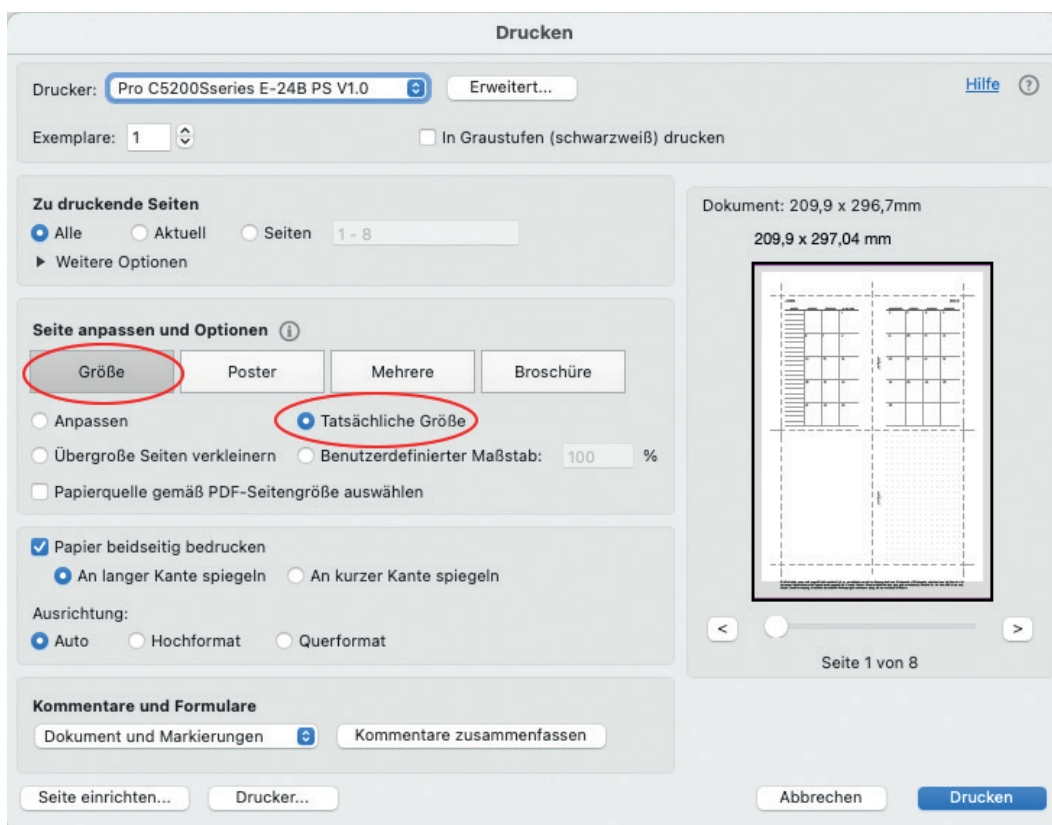 Drucken
Drucker: Pro C5200Sseries E-24B PS V1.0 Erweitert... Hilfe ?
Exemplare: 1 In Graustufen (schwarzweiß) drucken
Zu druckende Seiten
Alle Aktuell Seiten 1 - 8
Weitere Optionen
Dokument: 209,9 x 296,7mm
209,9 x 297,04 mm
Seite anpassen und Optionen i
Größe Poster Mehrere Broschüre
Anpassen Tatsächliche Größe
Übergroße Seiten verkleinern Benutzerdefinierter Maßstab: 100 %
Papierquelle gemäß PDF-Seitengröße auswählen
Papier beidseitig bedrucken
An langer Kante spiegeln An kurzer Kante spiegeln
Ausrichtung:
Auto Hochformat Querformat
< >
Seite 1 von 8
Kommentare und Formulare
Dokument und Markierungen Kommentare zusammenfassen
Seite einrichten... Drucker... Abbrechen Drucken